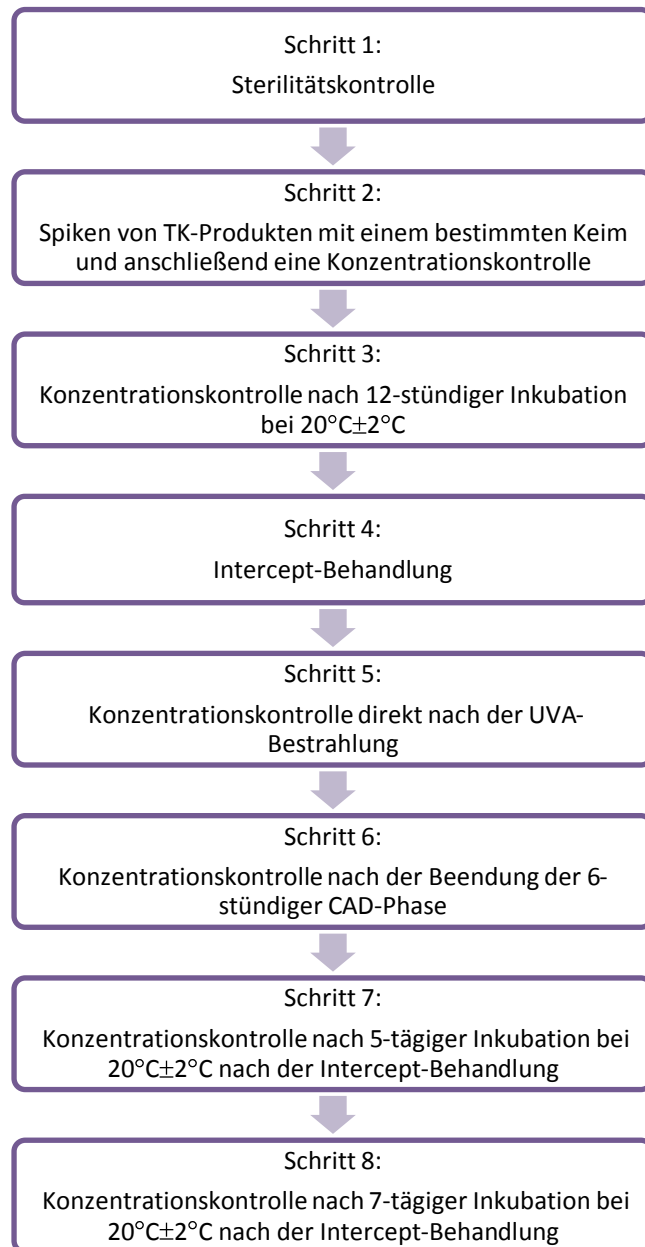 Schritt 1:
Sterilitätskontrolle
Schritt 2:
Spiken von TK-Produkten mit einem bestimmten Keim
und anschließend eine Konzentrationskontrolle
Schritt 3:
Konzentrationskontrolle nach 12-stündiger Inkubation
bei 20°C±2°C
Schritt 4:
Intercept-Behandlung
Schritt 5:
Konzentrationskontrolle direkt nach der UVA-
Bestrahlung
Schritt 6:
Konzentrationskontrolle nach der Beendung der 6-
stündiger CAD-Phase
Schritt 7:
Konzentrationskontrolle nach 5-tägiger Inkubation bei
20°C±2°C nach der Intercept-Behandlung
Schritt 8:
Konzentrationskontrolle nach 7-tägiger Inkubation bei
20°C±2°C nach der Intercept-Behandlung